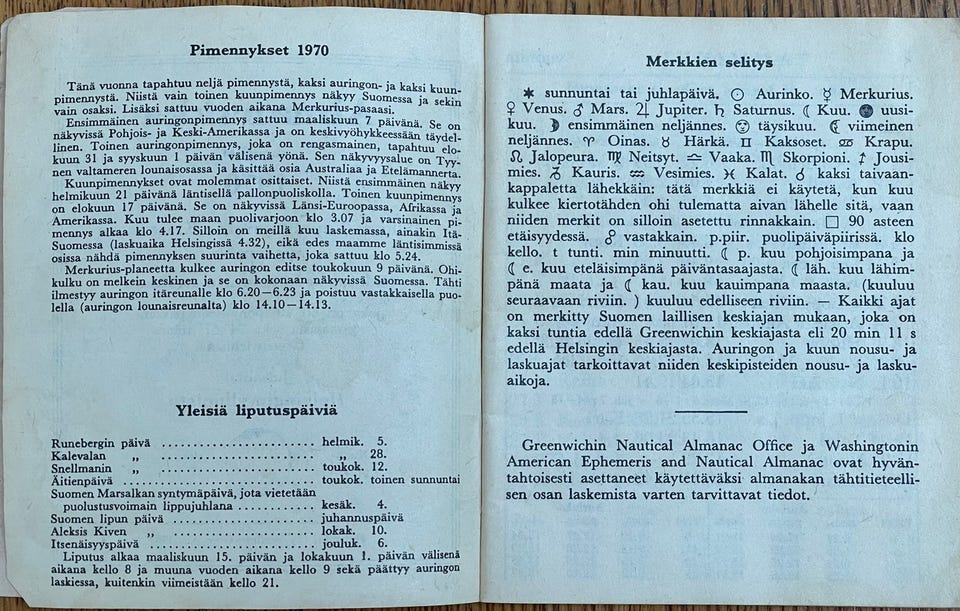 Pimennykset 1970
Tänä vuonna tapahtuu neljä pimennystä, kaksi auringon- ja kaksi kuun-
pimennystä. Niistä vain toinen kuunpimennys näkyy Suomessa ja sekin
vain osaksi. Lisäksi sattuu vuoden aikana Merkurius-pasaasi.
Ensimmäinen auringonpimennys sattuu maaliskuun 7 päivänä. Se on
näkyvissä Pohjois- ja Keski-Amerikassa ja on keskivyöhykkeessään täydel-
linen. Toinen auringonpimennys, joka on rengasmainen, tapahtuu elo-
kuun 31 ja syyskuun 1 päivän välisenä yönä. Sen näkyvyysalue on Tyy-
nen valtameren lounaisosassa ja käsittää osia Australiaa ja Etelämannerta.
Kuunpimennykset ovat molemmat osittaiset. Niistä ensimmäinen näkyy
helmikuun 21 päivänä läntisellä pallonpuoliskolla. Toinen kuunpimennys
on elokuun 17 päivänä. Se on näkyvissä Länsi-Euroopassa, Afrikassa ja
Amerikassa. Kuu tulee maan puolivarjoon klo 3.07 ja varsinainen pi-
mennys alkaa klo 4.17. Silloin on meillä kuu laskemassa, ainakin Itä-
Suomessa (laskuaika Helsingissä 4.32), eikä edes maamme läntisimmissä
osissa nähdä pimennyksen suurinta vaihetta, joka sattuu klo 5.24.
Merkurius-planeetta kulkee auringon editse toukokuun 9 päivänä. Ohi-
kulku on melkein keskinen ja se on kokonaan näkyvissä Suomessa. Tähti
ilmestyy auringon itäreunalle klo 6.20–6.23 ja poistuu vastakkaisella puo-
lella (auringon lounaisreunalta) klo 14.10–14.13.
Yleisiä liputuspäiviä
Runebergin päivä ........................ helmik. 5.
Kalevalan „ ........................ „ 28.
Snellmanin „ ........................ toukok. 12.
Äitienpäivä ........................ toukok. toinen sunnuntai
Suomen Marsalkan syntymäpäivä, jota vietetään
puolustusvoimain lippujuhlana ............ kesäk. 4.
Suomen lipun päivä ...................... juhannuspäivä
Aleksis Kiven „ ........................ lokak. 10.
Itsenäisyyspäivä ........................ jouluk. 6.
Liputus alkaa maaliskuun 15. päivän ja lokakuun 1. päivän välisenä
aikana kello 8 ja muuna vuoden aikana kello 9 sekä päättyy auringon
laskiessa, kuitenkin viimeistään kello 21.
Merkkien selitys
✶ sunnuntai tai juhlapäivä. ☉ Aurinko. ☿ Merkurius.
♀ Venus. ♂ Mars. ♃ Jupiter. ♄ Saturnus. ☾ Kuu. 🌑 uusi-
kuu. ☽ ensimmäinen neljännes. 🌝 täysikuu. ☾ viimeinen
neljännes. ♈ Oinas. ♉ Härkä. ♊ Kaksoset. ♋ Krapu.
♌ Jalopeura. ♍ Neitsyt. ♎ Vaaka. ♏ Skorpioni. ♐ Jousi-
mies. ♑ Kauris. ♒ Vesimies. ♓ Kalat. ☌ kaksi taivaan-
kappaletta lähekkäin: tätä merkkiä ei käytetä, kun kuu
kulkee kiertotähden ohi tulematta aivan lähelle sitä, vaan
niiden merkit on silloin asetettu rinnakkain. □ 90 asteen
etäisyydessä. ☍ vastakkain. p.piir. puolipäiväpiirissä. klo
kello. t tunti. min minuutti. ☾ p. kuu pohjoisimpana ja
☾ e. kuu eteläisimpänä päiväntasaajasta. ☾ läh. kuu lähim-
pänä maata ja ☾ kau. kuu kauimpana maasta. (kuuluu
seuraavaan riviin. ) kuuluu edelliseen riviin. — Kaikki ajat
on merkitty Suomen laillisen keskiajan mukaan, joka on
kaksi tuntia edellä Greenwichin keskiajasta eli 20 min 11 s
edellä Helsingin keskiajasta. Auringon ja kuun nousu- ja
laskuajat tarkoittavat niiden keskipisteiden nousu- ja lasku-
aikoja.
Greenwichin Nautical Almanac Office ja Washingtonin
American Ephemeris and Nautical Almanac ovat hyvän-
tahtoisesti asettaneet käytettäväksi almanakan tähtitieteelli-
sen osan laskemista varten tarvittavat tiedot.